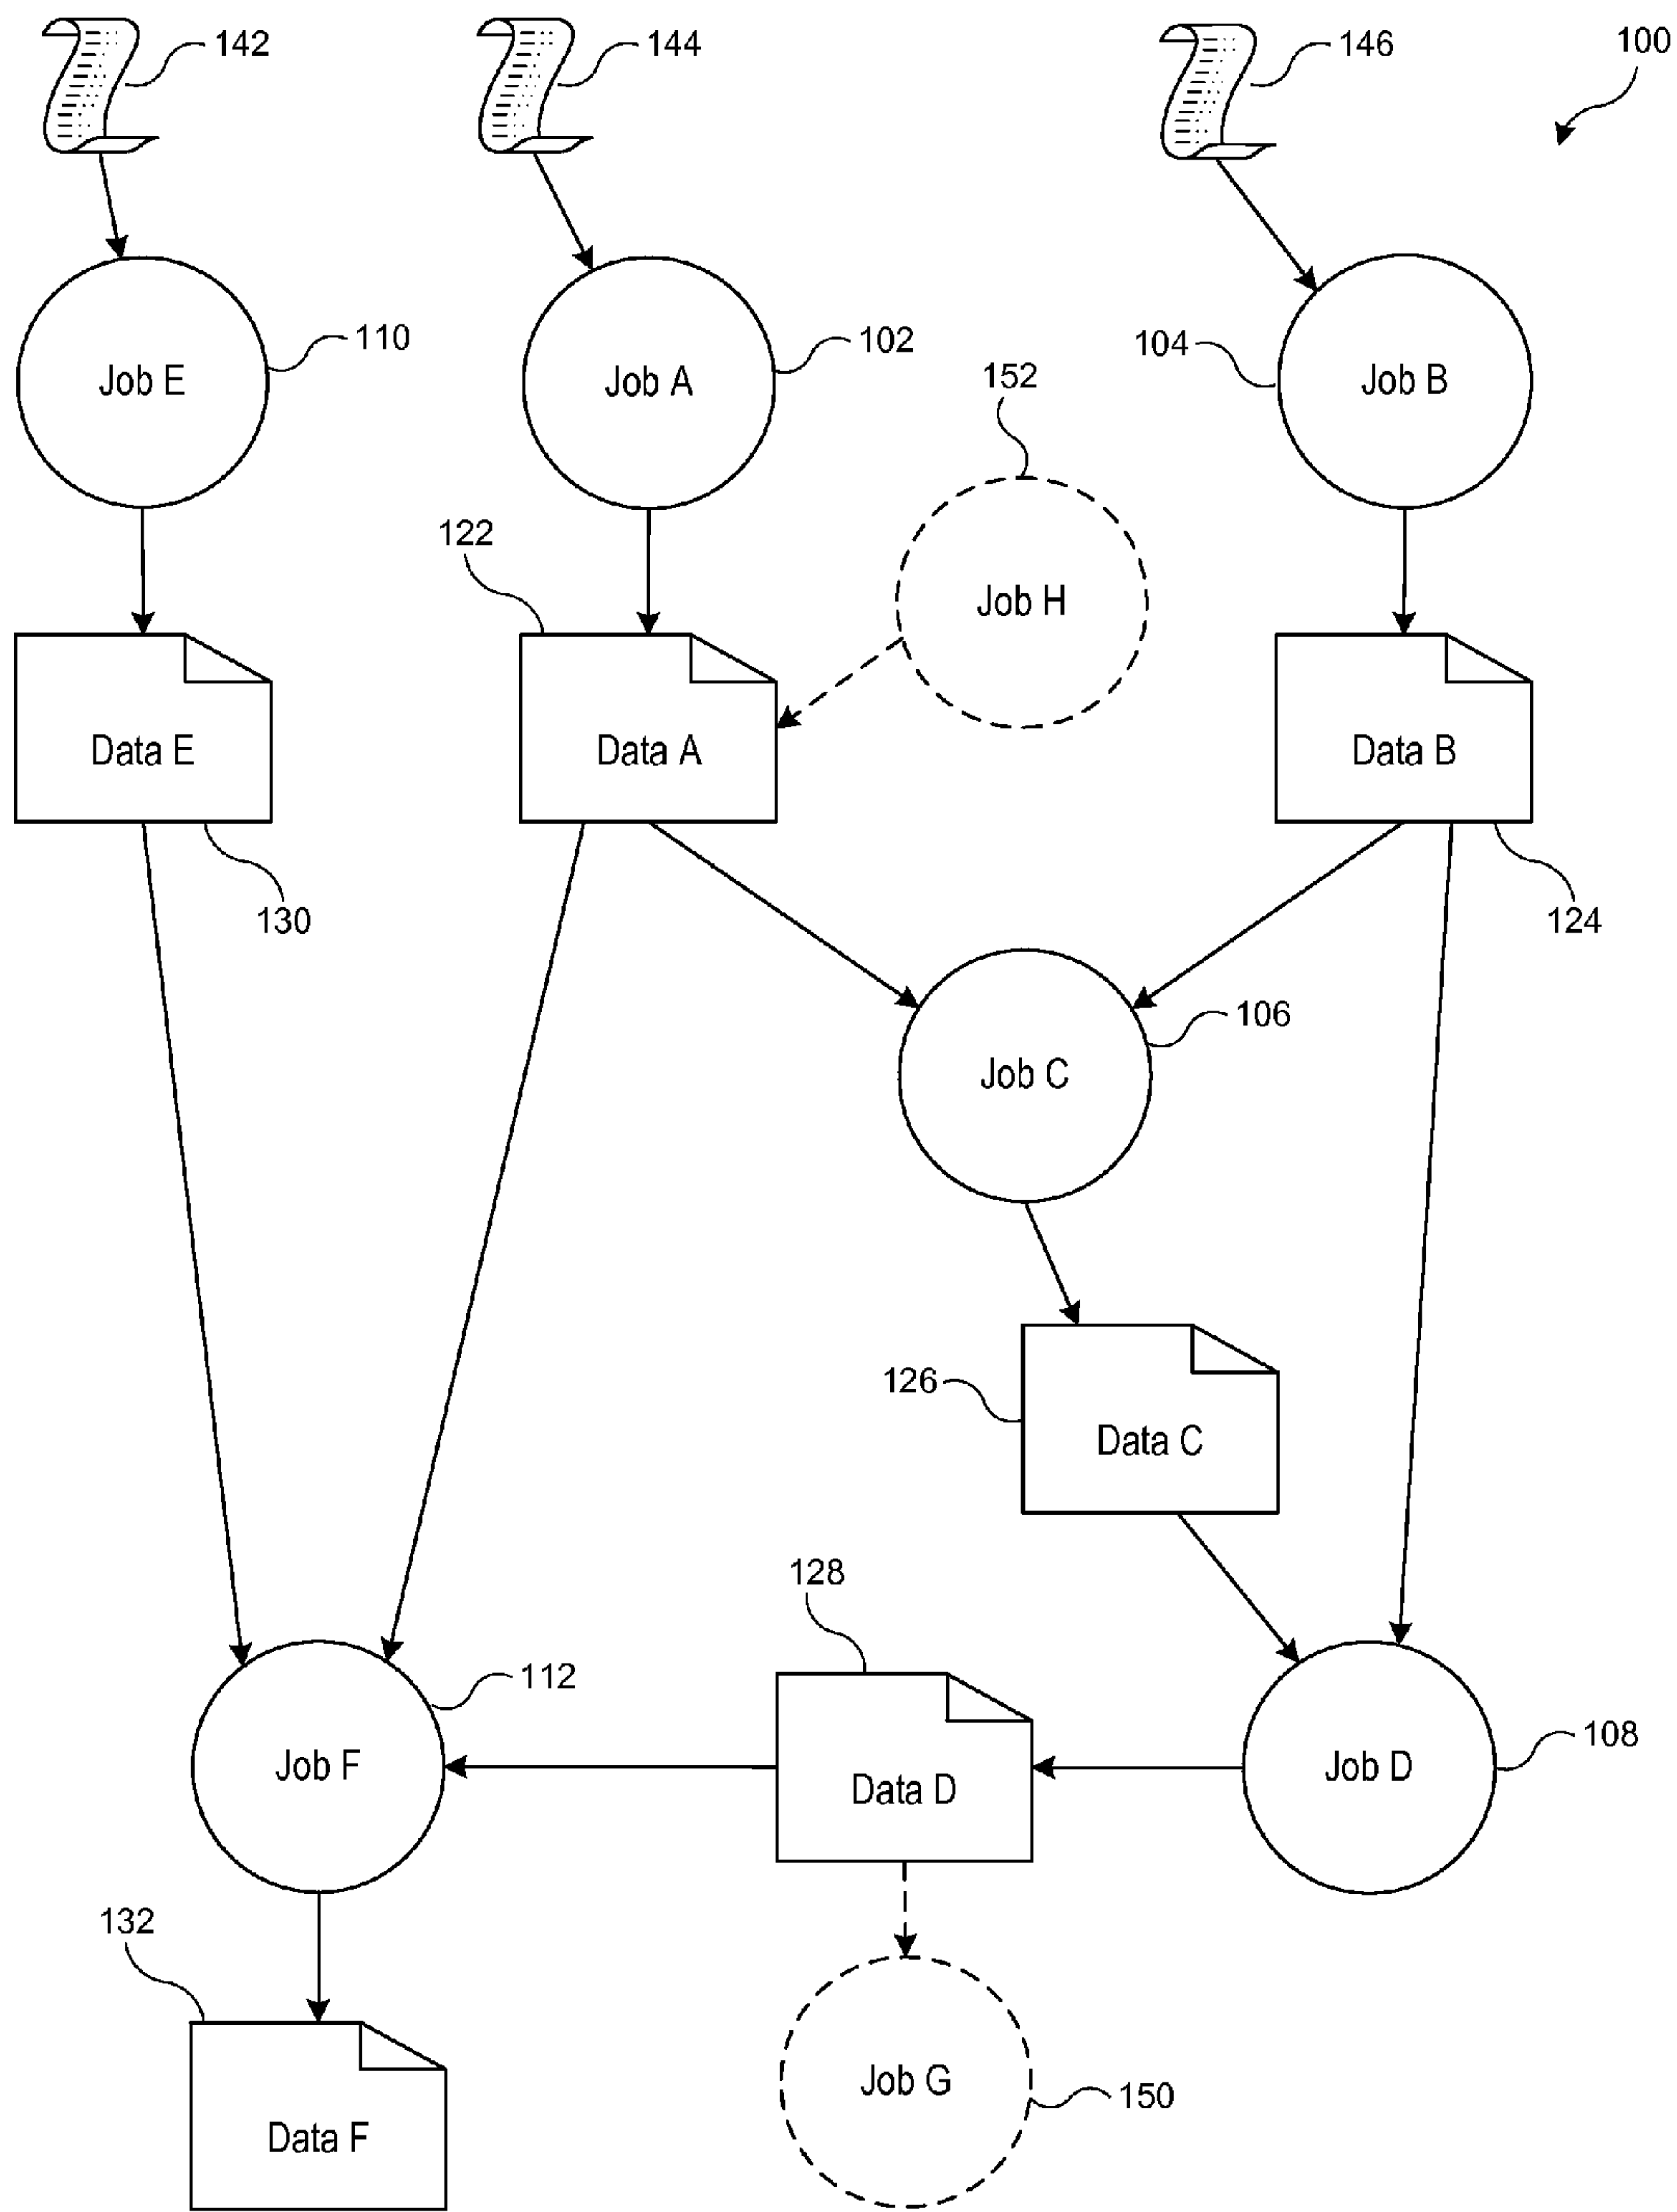 142
144
146
100
110
102
104
Job E
Job A
Job B
152
122
Job H
Data E
Data A
Data B
130
124
106
Job C
126
Data C
128
112
108
Job F
Data D
Job D
132
Job G
150
Data F